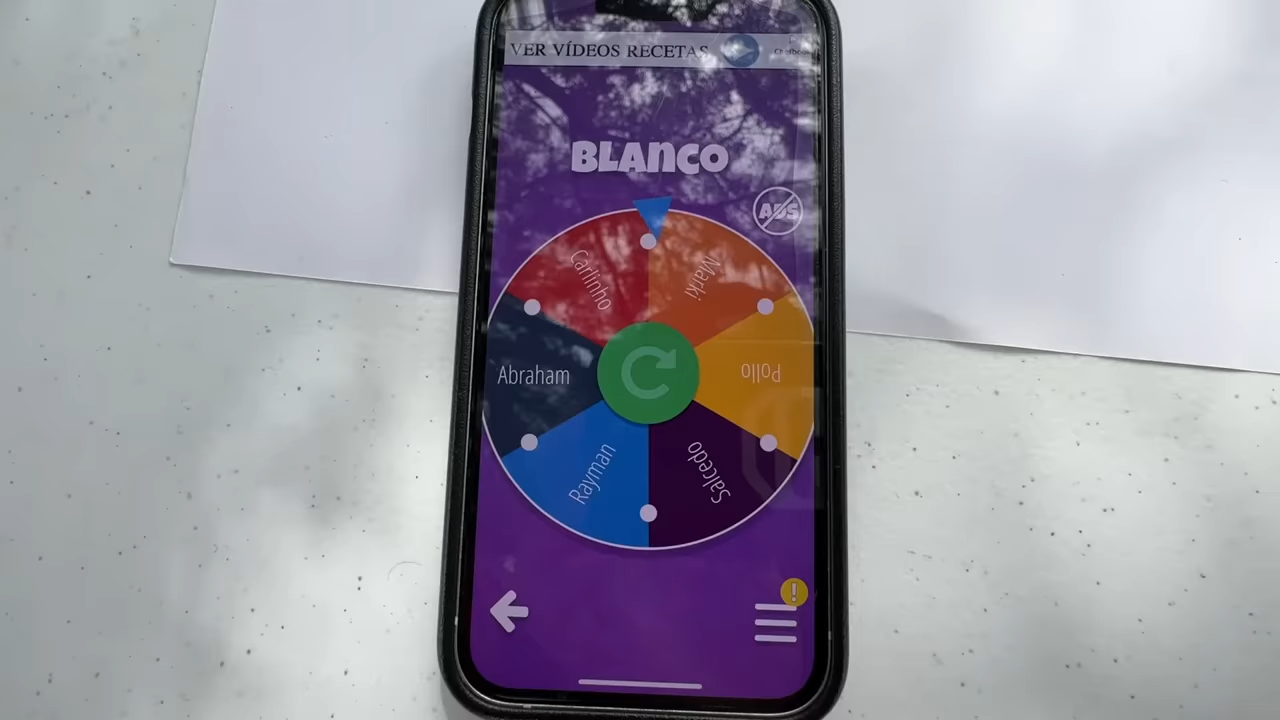 VER VÍDEOS RECETAS
BLANCO
ADS
Carlinho
Marki
Abraham
Pollo
Rayman
Salcedo
!